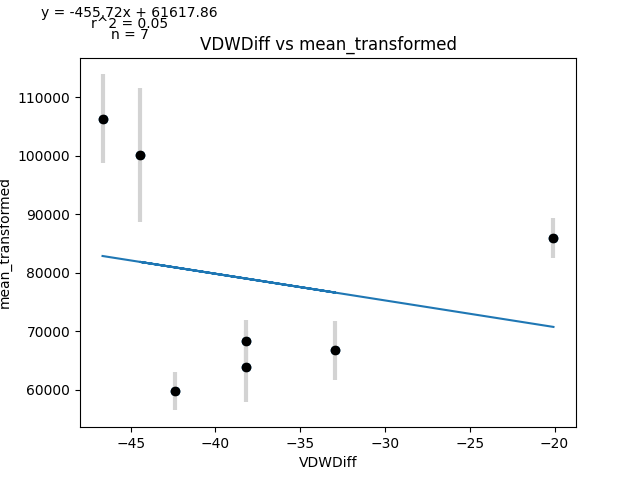 y = -455.72x + 61617.86
r^2 = 0.05
n = 7
VDWDiff vs mean_transformed
mean_transformed
110000
100000
90000
80000
70000
60000
−45
−40
−35
−30
−25
−20
VDWDiff